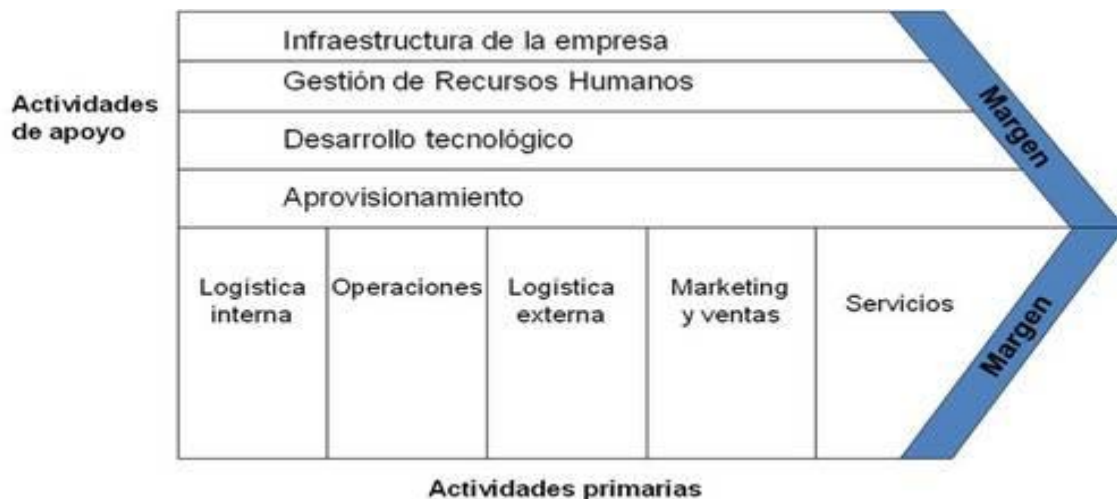 Infraestructura de la empresa
Gestión de Recursos Humanos
Actividades
de apoyo
Desarrollo tecnológico
Aprovisionamiento
Margen
Logística
interna
Operaciones
Logística
externa
Marketing
y ventas
Servicios
Margen
Actividades primarias